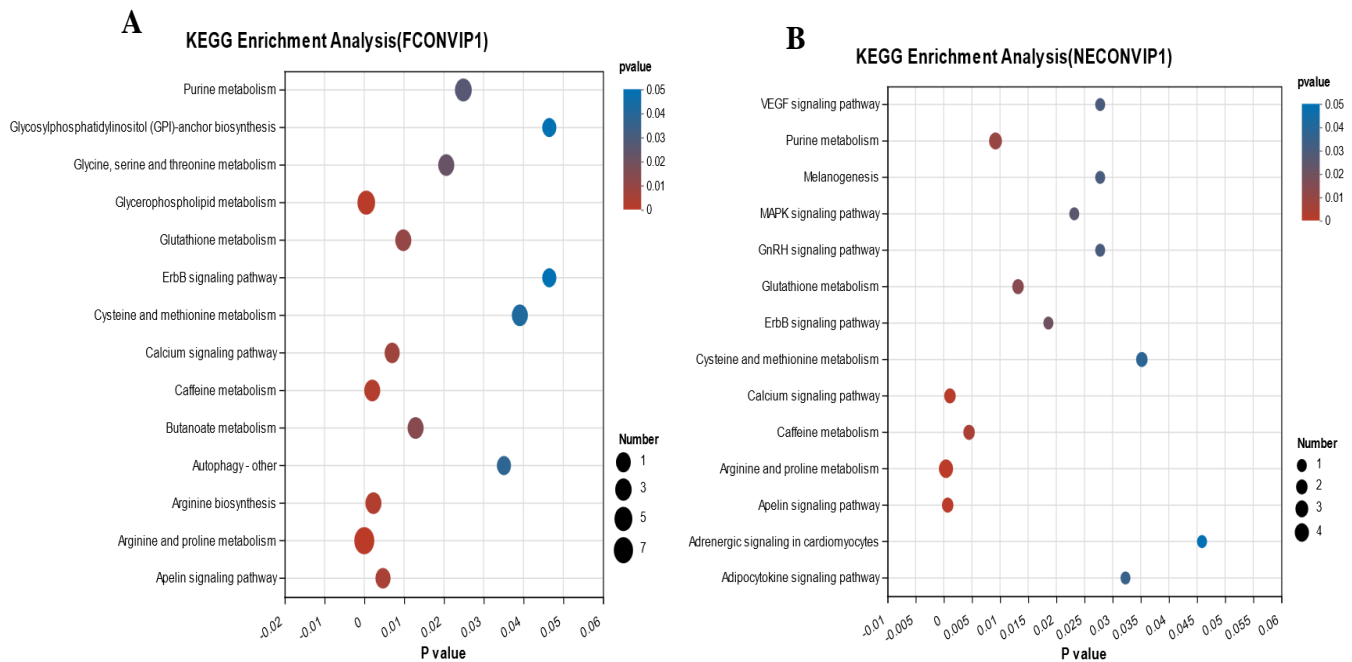 A
KEGG Enrichment Analysis(FCONVIP1)
Purine metabolism
Glycosylphosphatidylinositol (GPI)-anchor biosynthesis
Glycine, serine and threonine metabolism
Glycerophospholipid metabolism
Glutathione metabolism
ErbB signaling pathway
Cysteine and methionine metabolism
Calcium signaling pathway
Caffeine metabolism
Butanoate metabolism
Autophagy - other
Arginine biosynthesis
Arginine and proline metabolism
Apelin signaling pathway
-0.02
-0.01
0
0.01
0.02
0.03
0.04
0.05
0.06
P value
pvalue
0.05
0.04
0.03
0.02
0.01
0
Number
1
3
5
7
B
KEGG Enrichment Analysis(NECONVIP1)
VEGF signaling pathway
Purine metabolism
Melanogenesis
MAPK signaling pathway
GnRH signaling pathway
Glutathione metabolism
ErbB signaling pathway
Cysteine and methionine metabolism
Calcium signaling pathway
Caffeine metabolism
Arginine and proline metabolism
Apelin signaling pathway
Adrenergic signaling in cardiomyocytes
Adipocytokine signaling pathway
-0.01
-0.005
0
0.005
0.01
0.015
0.02
0.025
0.03
0.035
0.04
0.045
0.05
0.055
0.06
P value
pvalue
0.05
0.04
0.03
0.02
0.01
0
Number
1
2
3
4